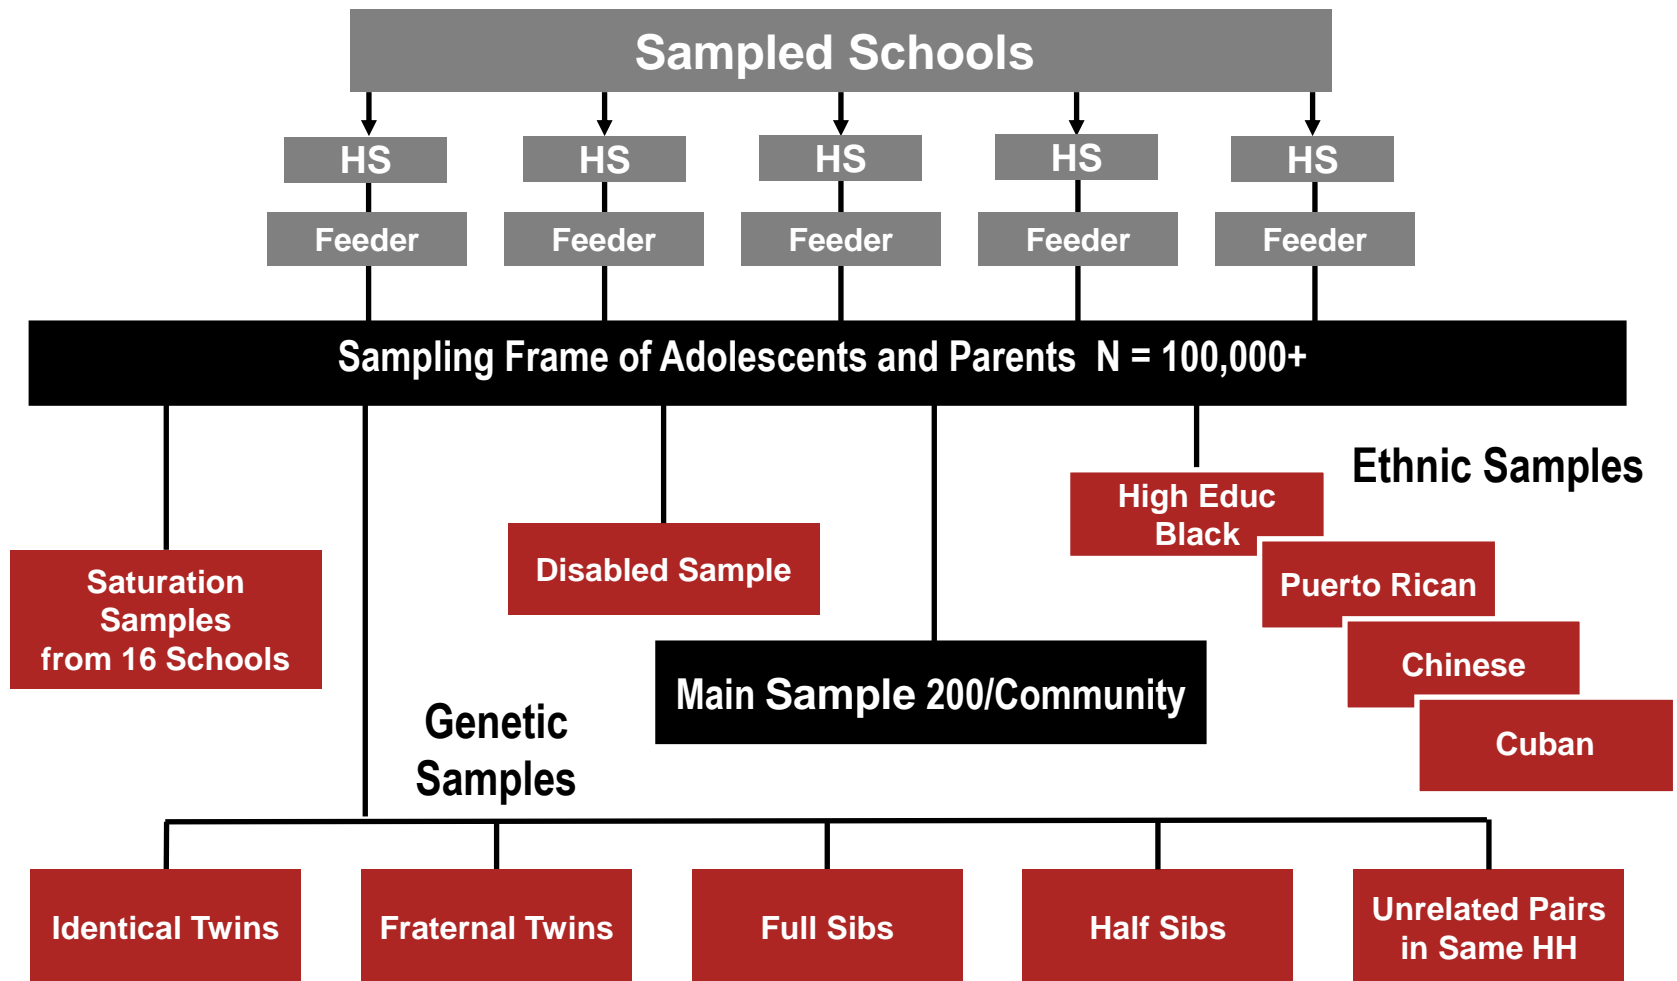 Sampled Schools
HS
HS
HS
HS
HS
Feeder
Feeder
Feeder
Feeder
Feeder
Sampling Frame of Adolescents and Parents N = 100,000+
Ethnic Samples
High Educ
Black
Puerto Rican
Chinese
Cuban
Disabled Sample
Saturation
Samples
from 16 Schools
Main Sample 200/Community
Genetic
Samples
Identical Twins
Fraternal Twins
Full Sibs
Half Sibs
Unrelated Pairs
in Same HH